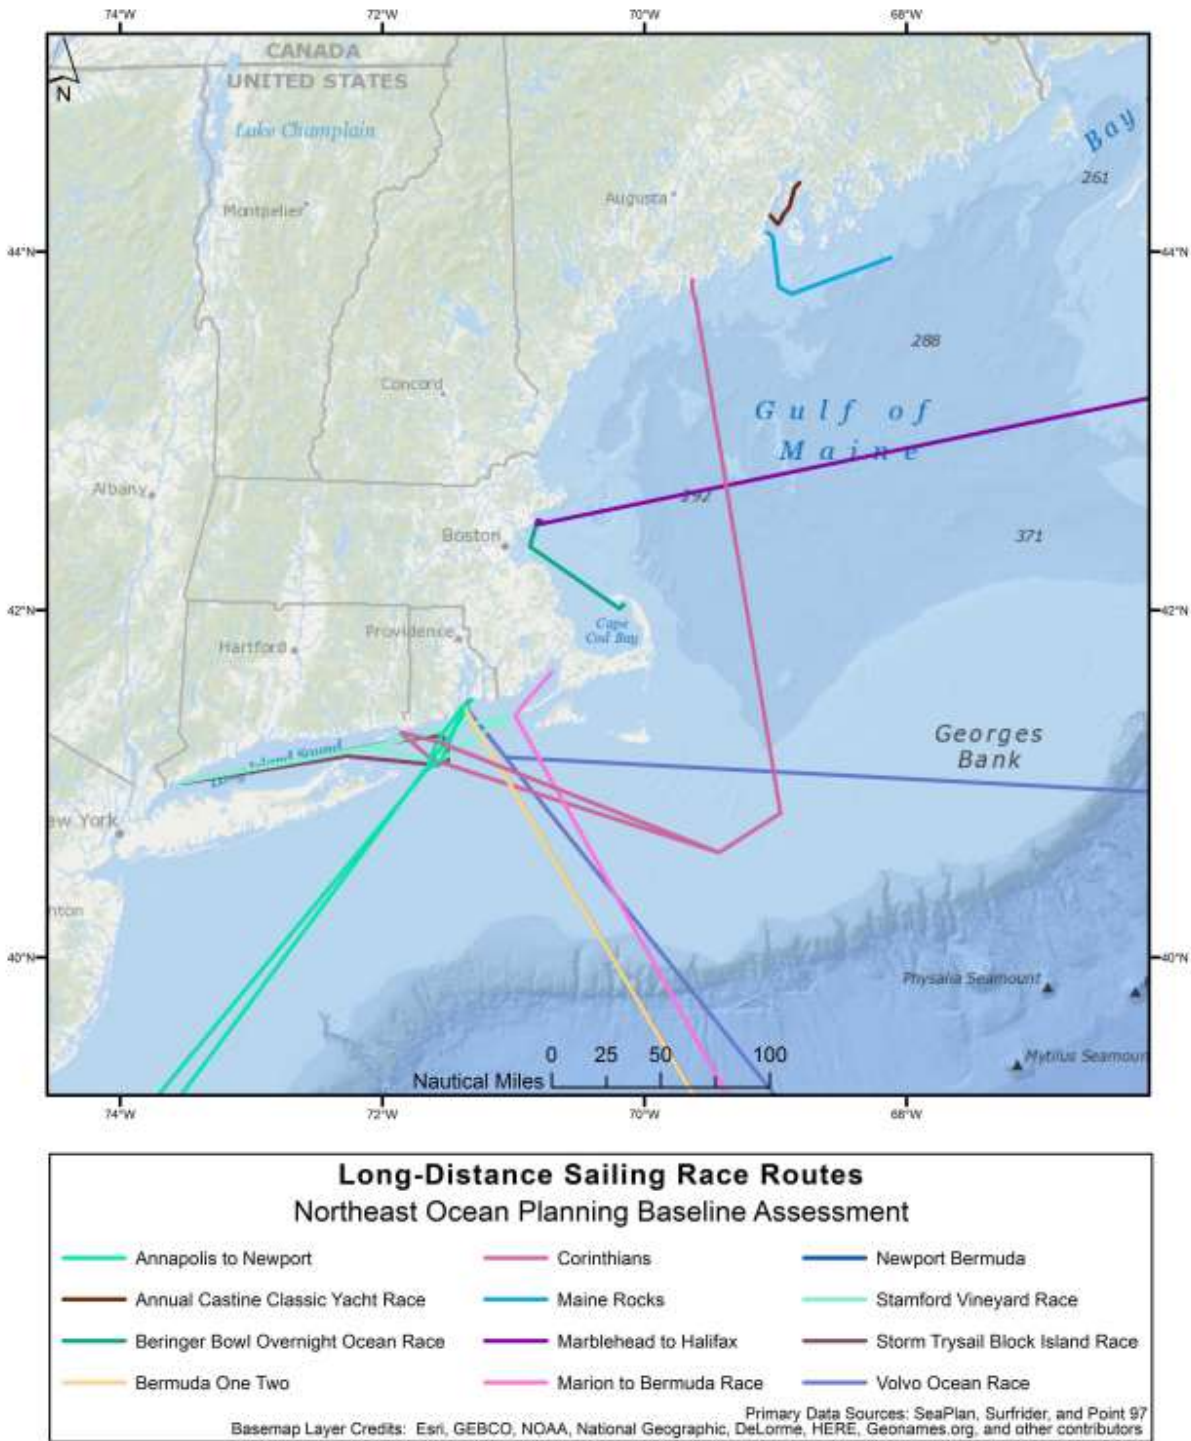 74°W 72°W 70°W 68°W
CANADA
UNITED STATES
N
Lake Champlain
Bay
261
Montpelier
Augusta
44°N 44°N
288
Concord
Gulf of
Maine
Albany
292
Boston
371
42°N 42°N
Cape
Cod Bay
Providence
Hartford
Georges
Bank
Long Island Sound
ew York
nton
40°N 40°N
Physalia Seamount
Mytilus Seamoun
0 25 50 100
Nautical Miles
74°W 72°W 70°W 68°W
Long-Distance Sailing Race Routes
Northeast Ocean Planning Baseline Assessment
Annapolis to Newport Corinthians Newport Bermuda
Annual Castine Classic Yacht Race Maine Rocks Stamford Vineyard Race
Beringer Bowl Overnight Ocean Race Marblehead to Halifax Storm Trysail Block Island Race
Bermuda One Two Marion to Bermuda Race Volvo Ocean Race
Primary Data Sources: SeaPlan, Surfrider, and Point 97
Basemap Layer Credits: Esri, GEBCO, NOAA, National Geographic, DeLorme, HERE, Geonames.org, and other contributors